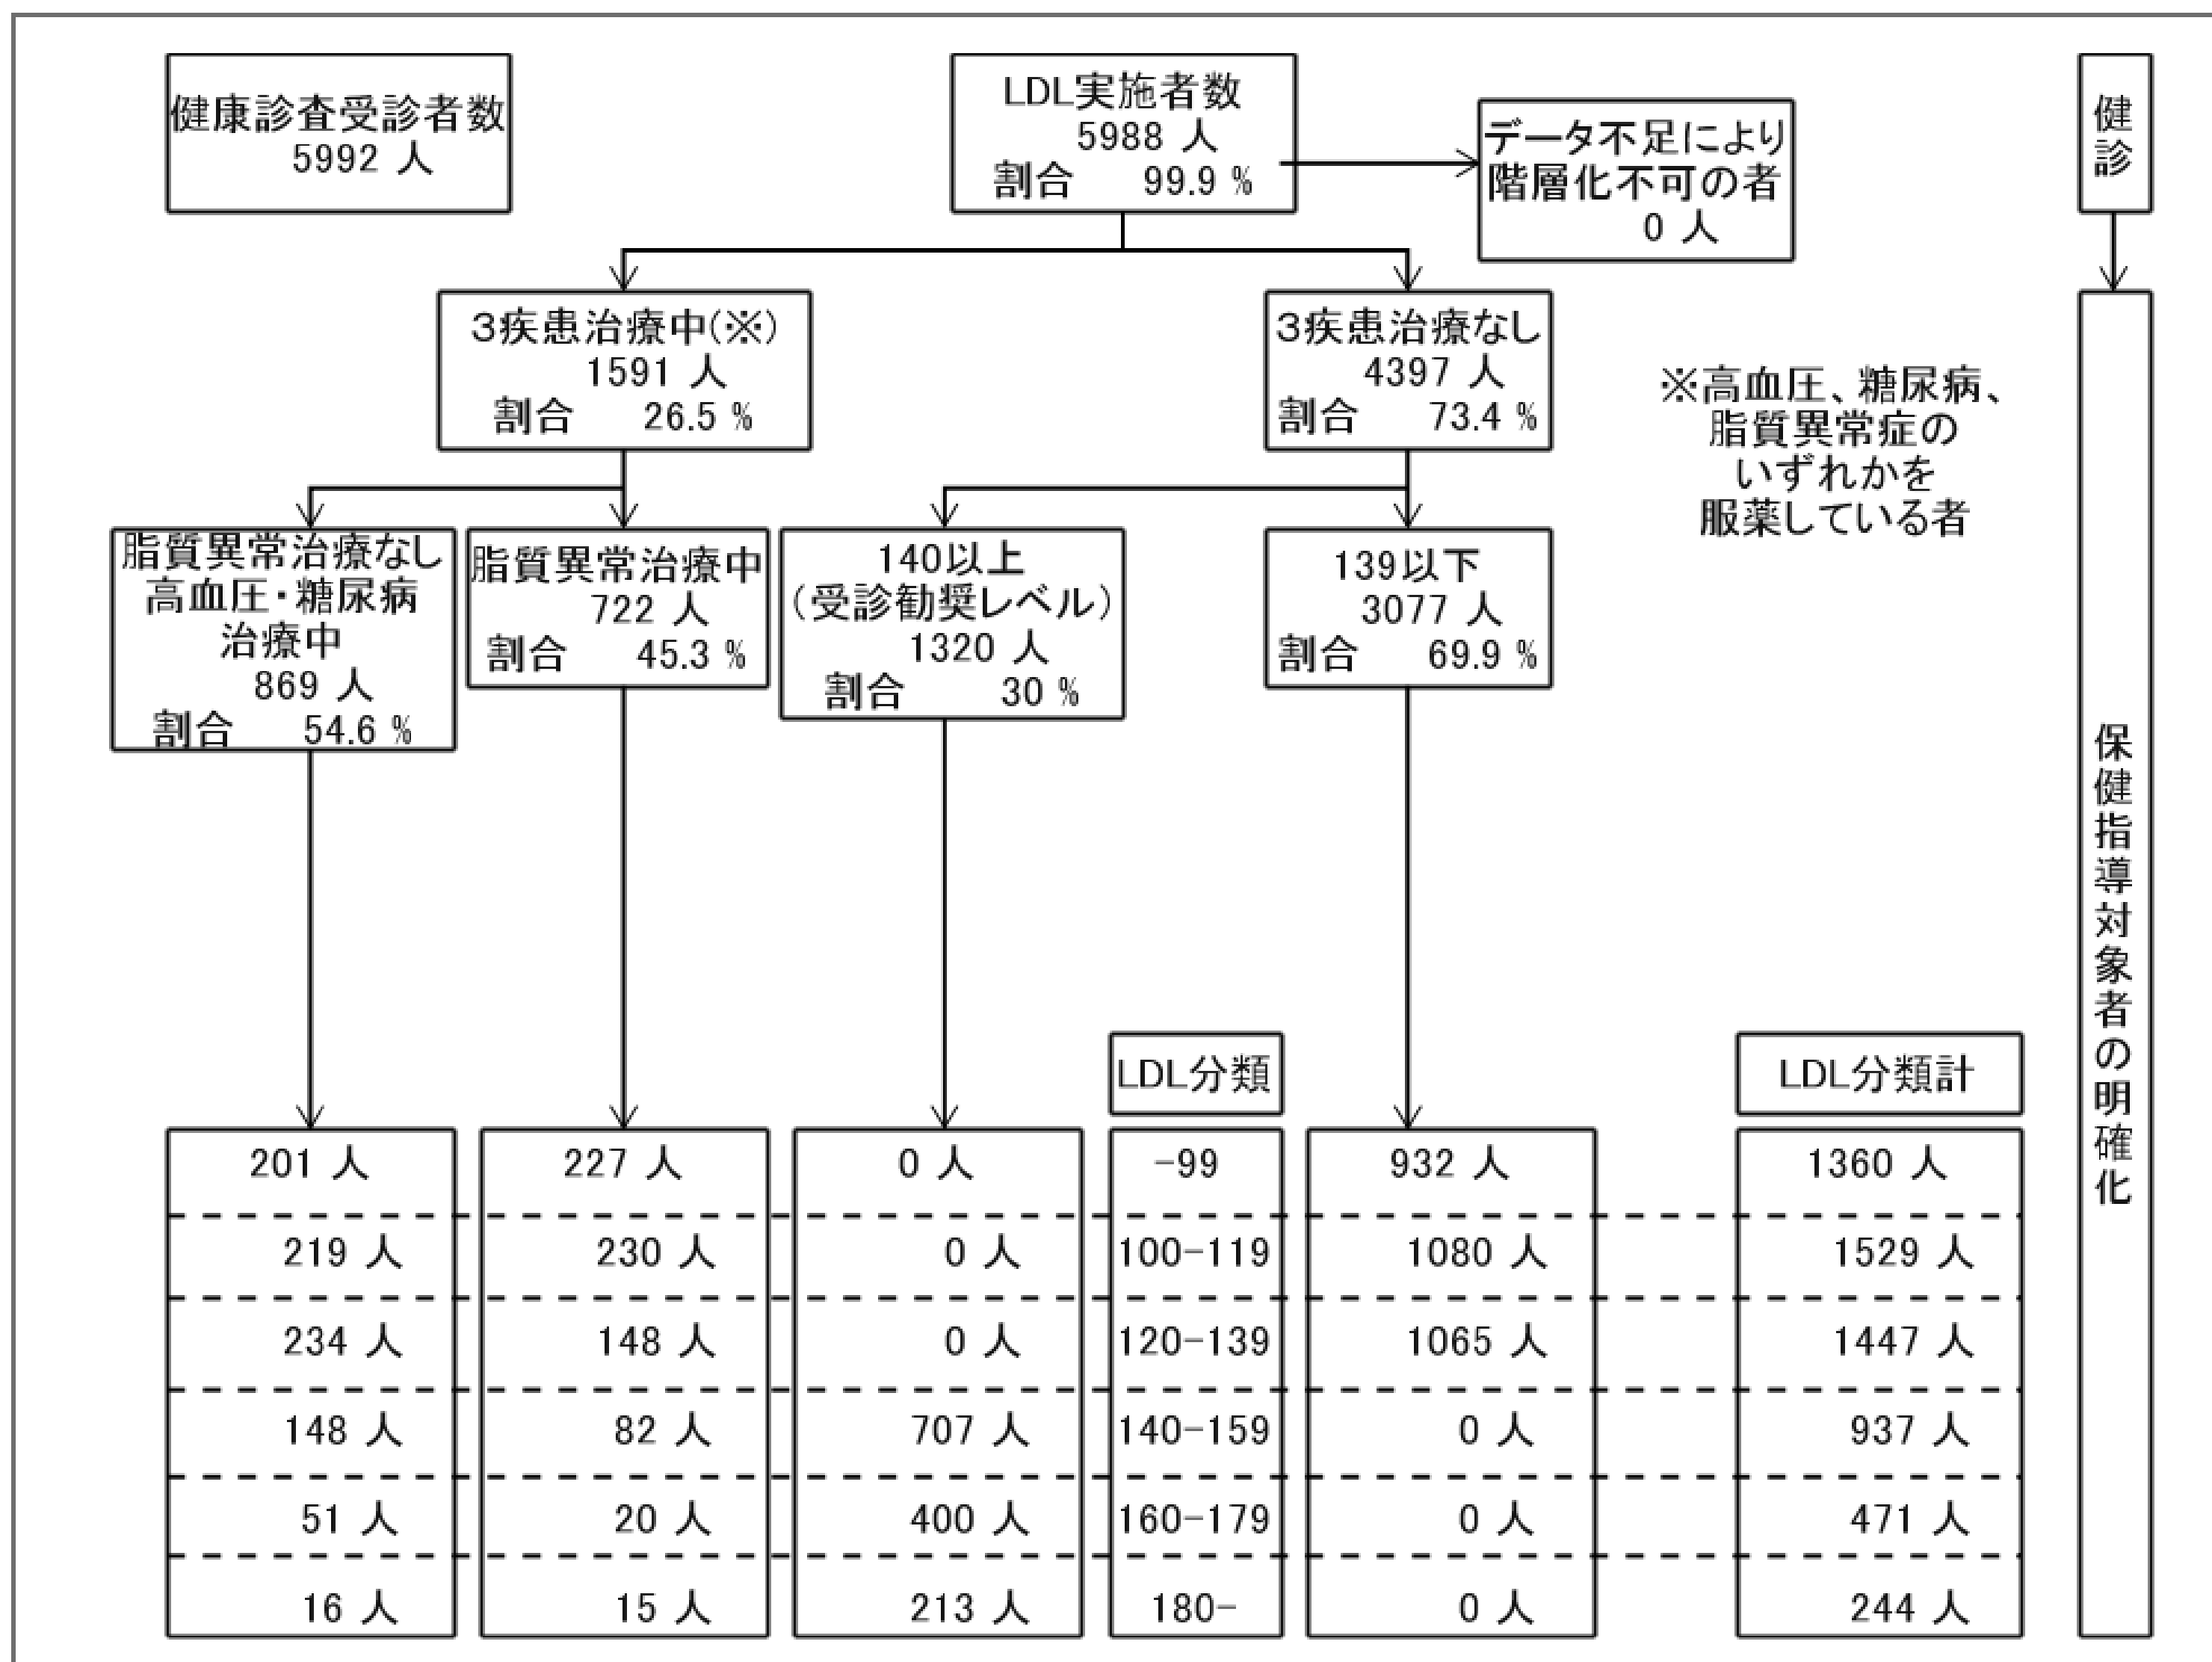 健康診査受診者数
5992 人
LDL実施者数
5988 人
割合 99.9 %
データ不足により
階層化不可の者
0 人
健診
3疾患治療中(※)
1591 人
割合 26.5 %
3疾患治療なし
4397 人
割合 73.4 %
※高血圧、糖尿病、
脂質異常症の
いずれかを
服薬している者
脂質異常治療なし
高血圧・糖尿病
治療中
869 人
割合 54.6 %
脂質異常治療中
722 人
割合 45.3 %
140以上
(受診勧奨レベル)
1320 人
割合 30 %
139以下
3077 人
割合 69.9 %
保健指導対象者の明確化
LDL分類
LDL分類計
201 人 227 人 0 人 -99 932 人 1360 人
219 人 230 人 0 人 100-119 1080 人 1529 人
234 人 148 人 0 人 120-139 1065 人 1447 人
148 人 82 人 707 人 140-159 0 人 937 人
51 人 20 人 400 人 160-179 0 人 471 人
16 人 15 人 213 人 180- 0 人 244 人